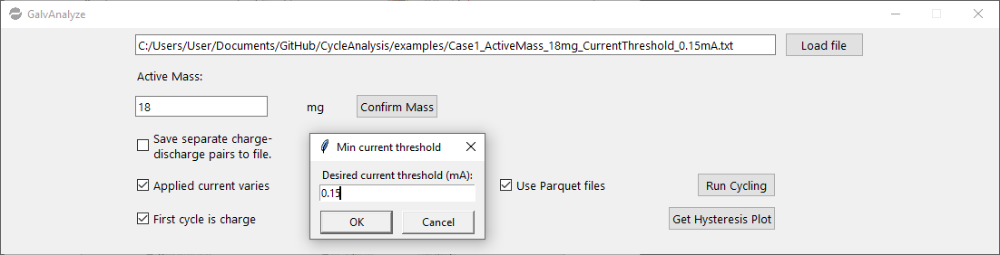 GalvAnalyze
C:/Users/User/Documents/GitHub/CycleAnalysis/examples/Case1_ActiveMass_18mg_CurrentThreshold_0.15mA.txt
Load file
Active Mass:
18
mg
Confirm Mass
Save separate charge-
discharge pairs to file.
Min current threshold
Desired current threshold (mA):
0.15
OK
Cancel
Applied current varies
Use Parquet files
Run Cycling
First cycle is charge
Get Hysteresis Plot